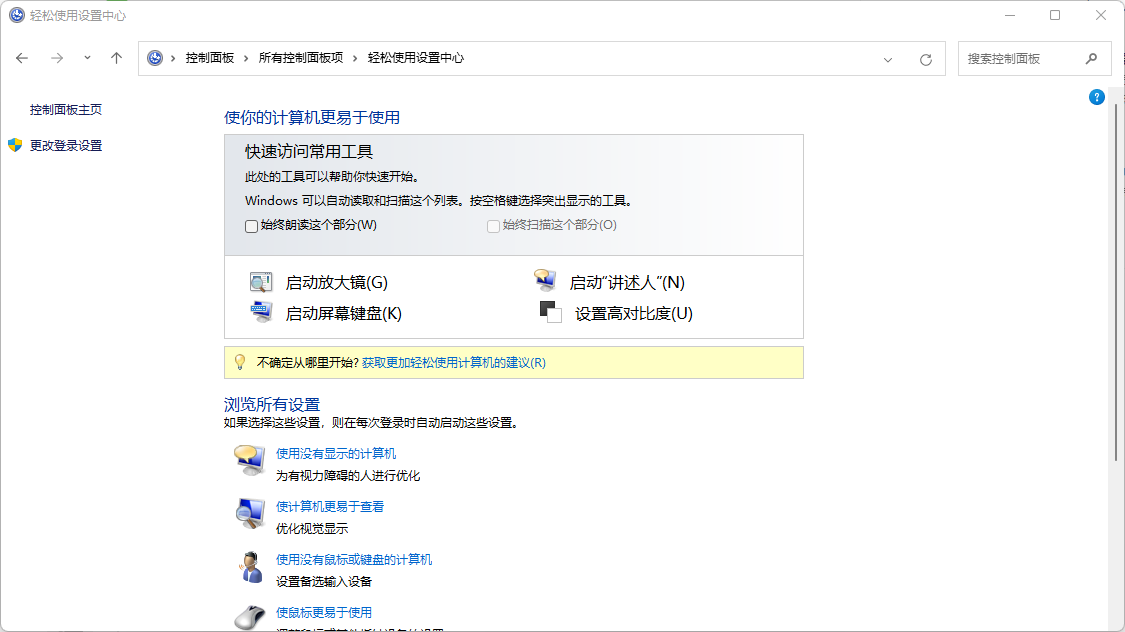 轻松使用设置中心
控制面板 › 所有控制面板项 › 轻松使用设置中心
搜索控制面板
控制面板主页
更改登录设置
使你的计算机更易于使用
快速访问常用工具
此处的工具可以帮助你快速开始。
Windows 可以自动读取和扫描这个列表。按空格键选择突出显示的工具。
始终朗读这个部分(W)
始终扫描这个部分(O)
启动放大镜(G)
启动“讲述人”(N)
启动屏幕键盘(K)
设置高对比度(U)
不确定从哪里开始? 获取更加轻松使用计算机的建议(R)
浏览所有设置
如果选择这些设置，则在每次登录时自动启动这些设置。
使用没有显示的计算机
为有视力障碍的人进行优化
使计算机更易于查看
优化视觉显示
使用没有鼠标或键盘的计算机
设置备选输入设备
使鼠标更易于使用